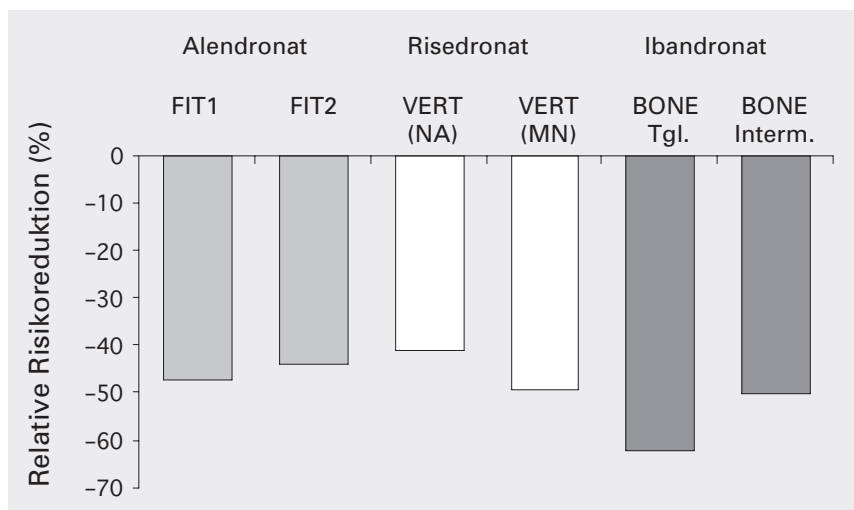 Alendronat Risedronat Ibandronat
FIT1 FIT2 VERT (NA) VERT (MN) BONE Tgl. BONE Interm.
Relative Risikoreduktion (%)
0
–10
–20
–30
–40
–50
–60
–70